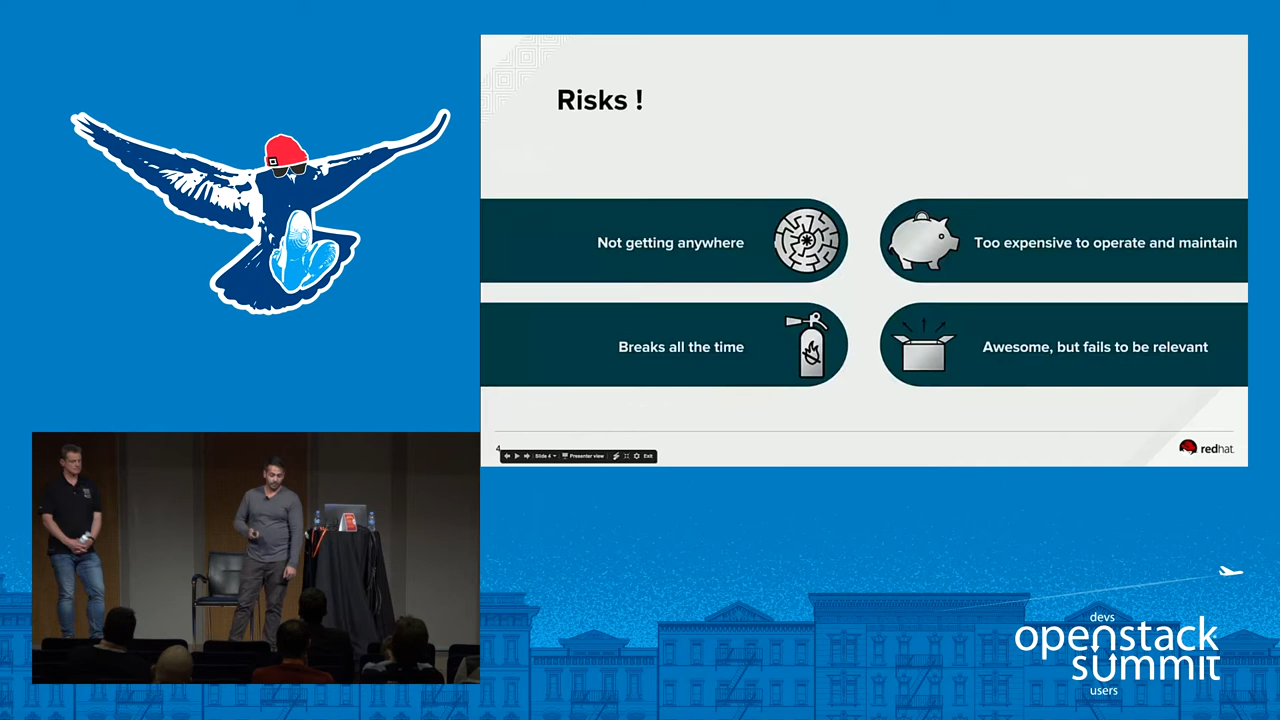 Risks !
Not getting anywhere
Too expensive to operate and maintain
Breaks all the time
Awesome, but fails to be relevant
4
Slide 4
Presenter view
Exit
redhat.
devs
openstack
summit
users